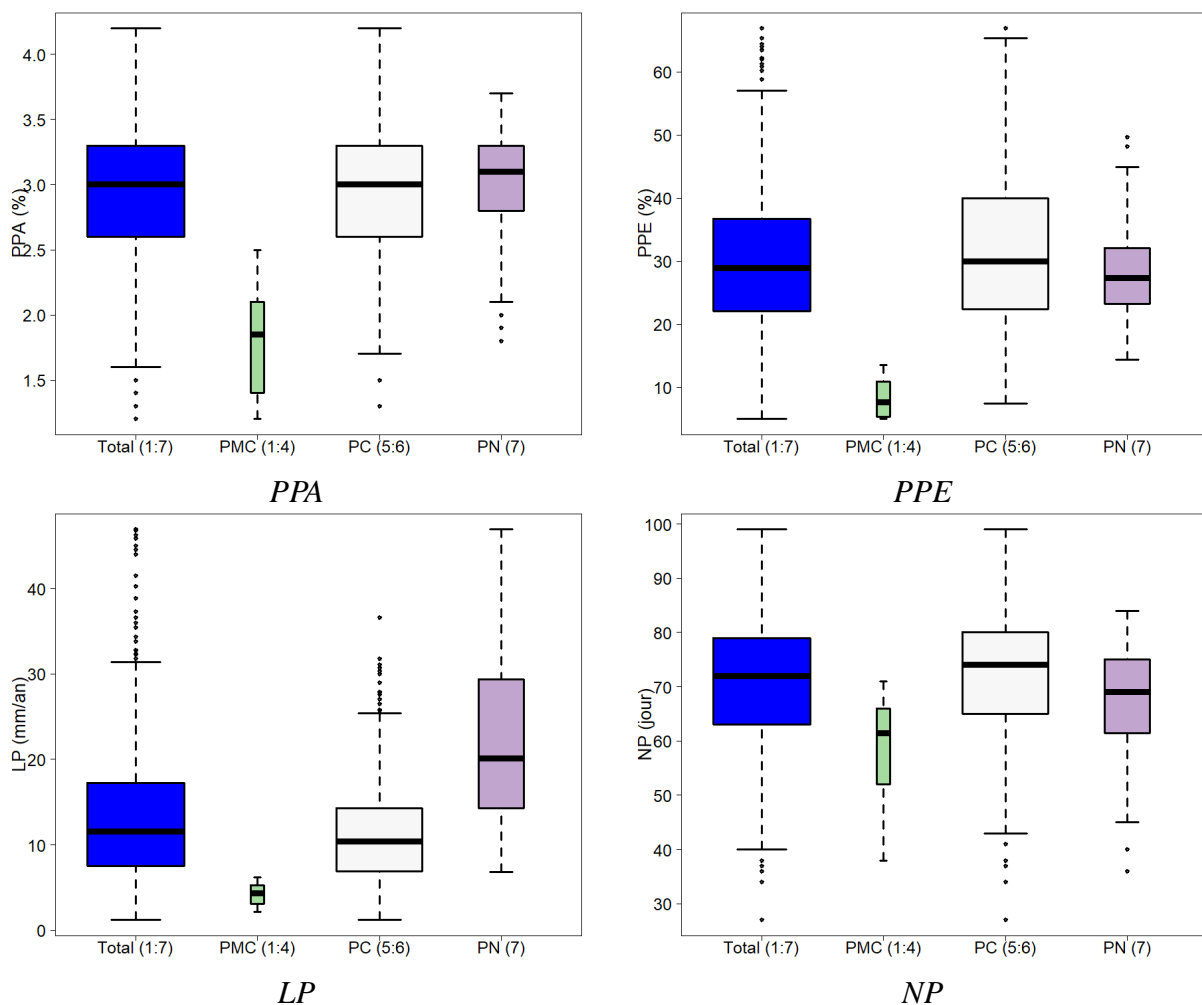 PPA (%)
4.0
3.5
3.0
2.5
2.0
1.5
Total (1:7) PMC (1:4) PC (5:6) PN (7)
PPA
PPE (%)
60
50
40
30
20
10
Total (1:7) PMC (1:4) PC (5:6) PN (7)
PPE
LP (mm/an)
40
30
20
10
0
Total (1:7) PMC (1:4) PC (5:6) PN (7)
LP
NP (jour)
100
90
80
70
60
50
40
30
Total (1:7) PMC (1:4) PC (5:6) PN (7)
NP